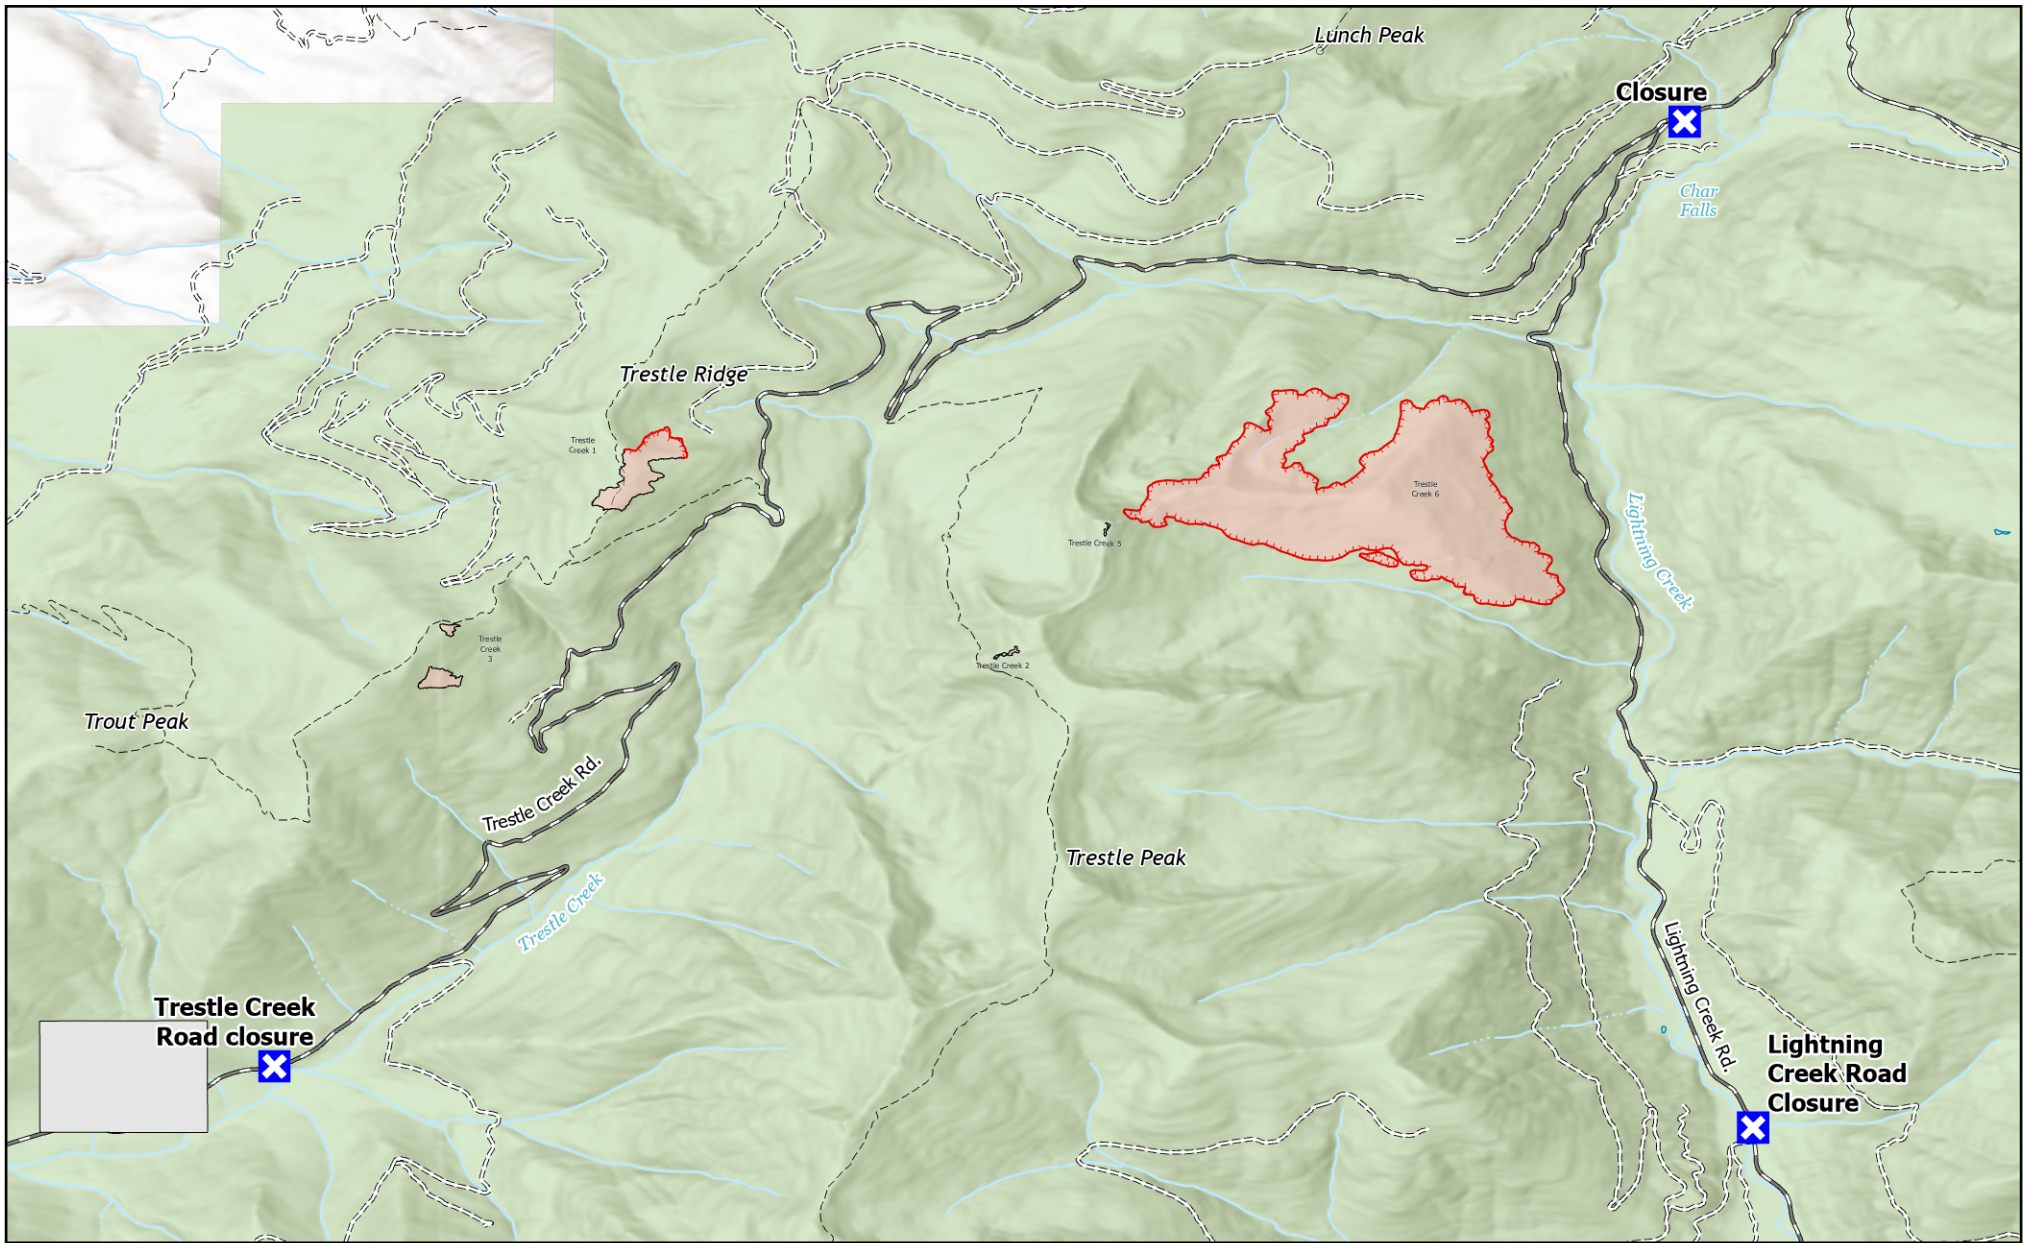 Lunch Peak
Closure
Char
Falls
Trestle Ridge
Trestle
Creek 1
Trestle
Creek 6
Lightning Creek
Trestle Creek 5
Trestle
Creek
3
Trestle Creek 2
Trout Peak
Trestle Creek Rd.
Trestle Peak
Trestle Creek
Lightning Creek Rd.
Trestle Creek
Road closure
Lightning
Creek Road
Closure